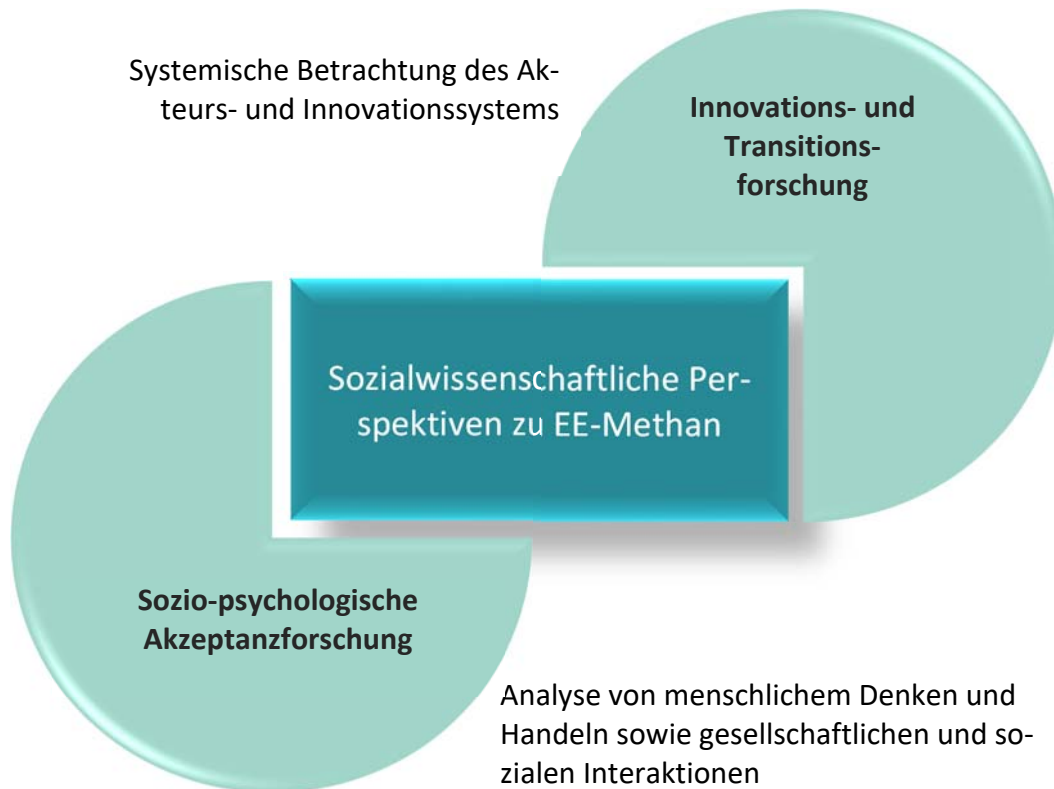 Systemische Betrachtung des Ak-
teurs- und Innovationssystems
Innovations- und
Transitions-
forschung
Sozialwissenschaftliche Per-
spektiven zu EE-Methan
Sozio-psychologische
Akzeptanzforschung
Analyse von menschlichem Denken und
Handeln sowie gesellschaftlichen und so-
zialen Interaktionen